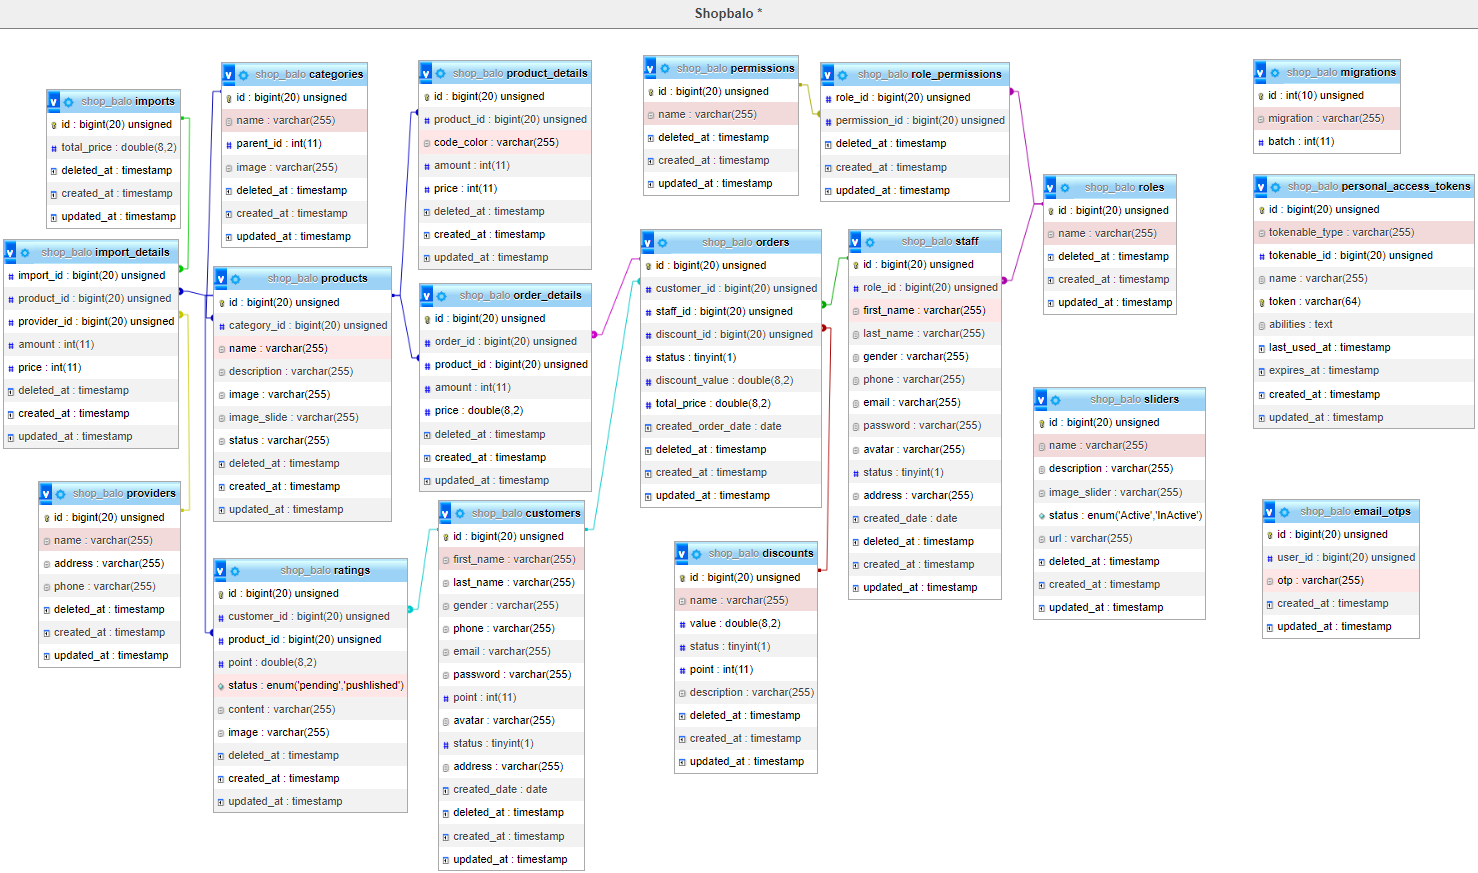 Shopbalo *
shop_balo imports
id : bigint(20) unsigned
total_price : double(8,2)
deleted_at : timestamp
created_at : timestamp
updated_at : timestamp
shop_balo import_details
import_id : bigint(20) unsigned
product_id : bigint(20) unsigned
provider_id : bigint(20) unsigned
amount : int(11)
price : int(11)
deleted_at : timestamp
created_at : timestamp
updated_at : timestamp
shop_balo providers
id : bigint(20) unsigned
name : varchar(255)
address : varchar(255)
phone : varchar(255)
deleted_at : timestamp
created_at : timestamp
updated_at : timestamp
shop_balo categories
id : bigint(20) unsigned
name : varchar(255)
parent_id : int(11)
image : varchar(255)
deleted_at : timestamp
created_at : timestamp
updated_at : timestamp
shop_balo products
id : bigint(20) unsigned
category_id : bigint(20) unsigned
name : varchar(255)
description : varchar(255)
image : varchar(255)
image_slide : varchar(255)
status : varchar(255)
deleted_at : timestamp
created_at : timestamp
updated_at : timestamp
shop_balo ratings
id : bigint(20) unsigned
customer_id : bigint(20) unsigned
product_id : bigint(20) unsigned
point : double(8,2)
status : enum('pending','pushlished')
content : varchar(255)
image : varchar(255)
deleted_at : timestamp
created_at : timestamp
updated_at : timestamp
shop_balo product_details
id : bigint(20) unsigned
product_id : bigint(20) unsigned
code_color : varchar(255)
amount : int(11)
price : int(11)
deleted_at : timestamp
created_at : timestamp
updated_at : timestamp
shop_balo order_details
id : bigint(20) unsigned
order_id : bigint(20) unsigned
product_id : bigint(20) unsigned
amount : int(11)
price : double(8,2)
deleted_at : timestamp
created_at : timestamp
updated_at : timestamp
shop_balo customers
id : bigint(20) unsigned
first_name : varchar(255)
last_name : varchar(255)
gender : varchar(255)
phone : varchar(255)
email : varchar(255)
password : varchar(255)
point : int(11)
avatar : varchar(255)
status : tinyint(1)
address : varchar(255)
created_date : date
deleted_at : timestamp
created_at : timestamp
updated_at : timestamp
shop_balo permissions
id : bigint(20) unsigned
name : varchar(255)
deleted_at : timestamp
created_at : timestamp
updated_at : timestamp
shop_balo orders
id : bigint(20) unsigned
customer_id : bigint(20) unsigned
staff_id : bigint(20) unsigned
discount_id : bigint(20) unsigned
status : tinyint(1)
discount_value : double(8,2)
total_price : double(8,2)
created_order_date : date
deleted_at : timestamp
created_at : timestamp
updated_at : timestamp
shop_balo discounts
id : bigint(20) unsigned
name : varchar(255)
value : double(8,2)
status : tinyint(1)
point : int(11)
description : varchar(255)
deleted_at : timestamp
created_at : timestamp
updated_at : timestamp
shop_balo role_permissions
role_id : bigint(20) unsigned
permission_id : bigint(20) unsigned
deleted_at : timestamp
created_at : timestamp
updated_at : timestamp
shop_balo staff
id : bigint(20) unsigned
role_id : bigint(20) unsigned
first_name : varchar(255)
last_name : varchar(255)
gender : varchar(255)
phone : varchar(255)
email : varchar(255)
password : varchar(255)
avatar : varchar(255)
status : tinyint(1)
address : varchar(255)
created_date : date
deleted_at : timestamp
created_at : timestamp
updated_at : timestamp
shop_balo roles
id : bigint(20) unsigned
name : varchar(255)
deleted_at : timestamp
created_at : timestamp
updated_at : timestamp
shop_balo sliders
id : bigint(20) unsigned
name : varchar(255)
description : varchar(255)
image_slider : varchar(255)
status : enum('Active','InActive')
url : varchar(255)
deleted_at : timestamp
created_at : timestamp
updated_at : timestamp
shop_balo migrations
id : int(10) unsigned
migration : varchar(255)
batch : int(11)
shop_balo personal_access_tokens
id : bigint(20) unsigned
tokenable_type : varchar(255)
tokenable_id : bigint(20) unsigned
name : varchar(255)
token : varchar(64)
abilities : text
last_used_at : timestamp
expires_at : timestamp
created_at : timestamp
updated_at : timestamp
shop_balo email_otps
id : bigint(20) unsigned
user_id : bigint(20) unsigned
otp : varchar(255)
created_at : timestamp
updated_at : timestamp